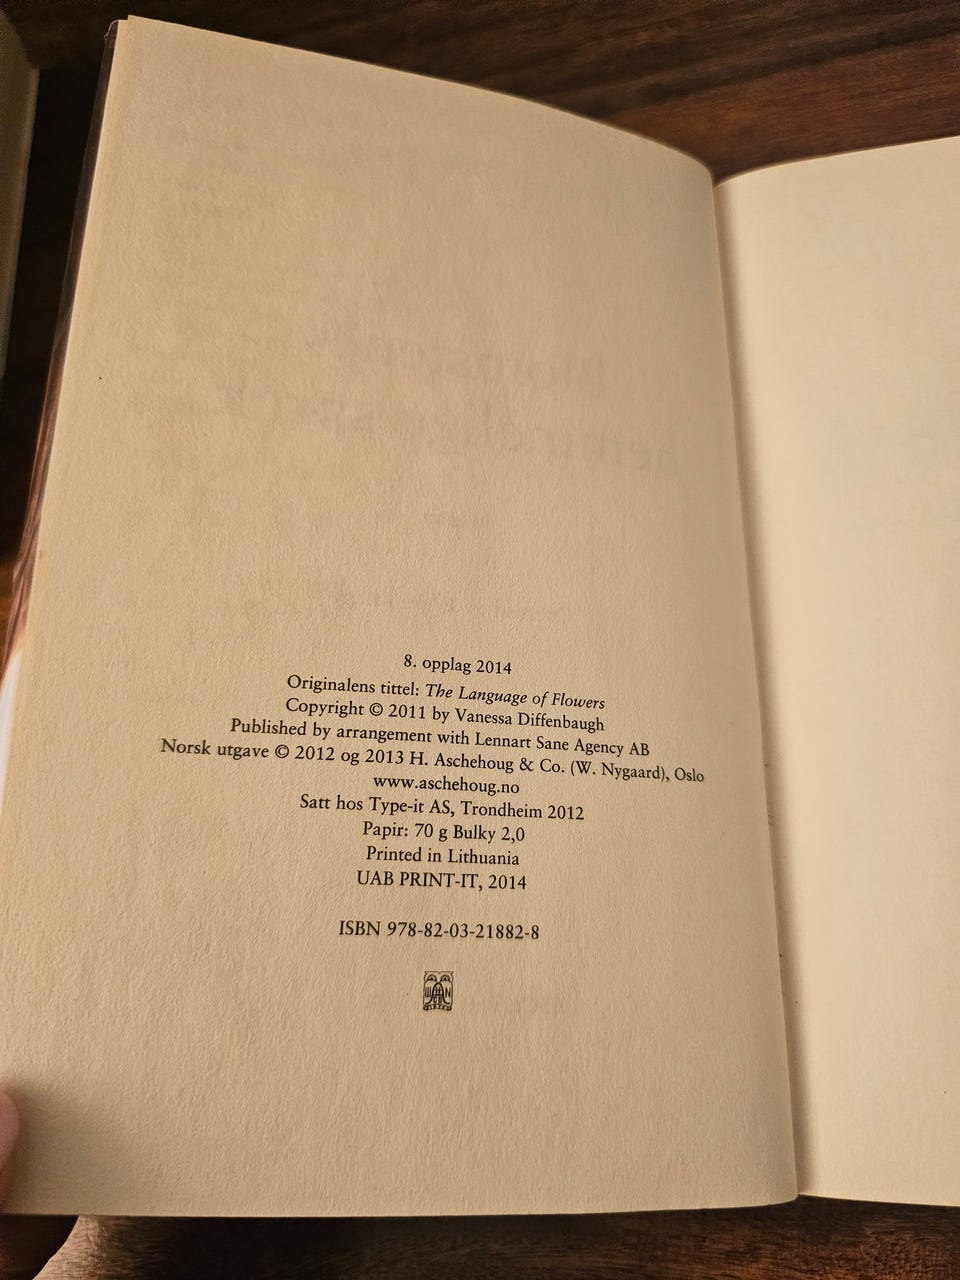 8. opplag 2014
Originalens tittel: The Language of Flowers
Copyright © 2011 by Vanessa Diffenbaugh
Published by arrangement with Lennart Sane Agency AB
Norsk utgave © 2012 og 2013 H. Aschehoug & Co. (W. Nygaard), Oslo
www.aschehoug.no
Satt hos Type-it AS, Trondheim 2012
Papir: 70 g Bulky 2,0
Printed in Lithuania
UAB PRINT-IT, 2014
ISBN 978-82-03-21882-8